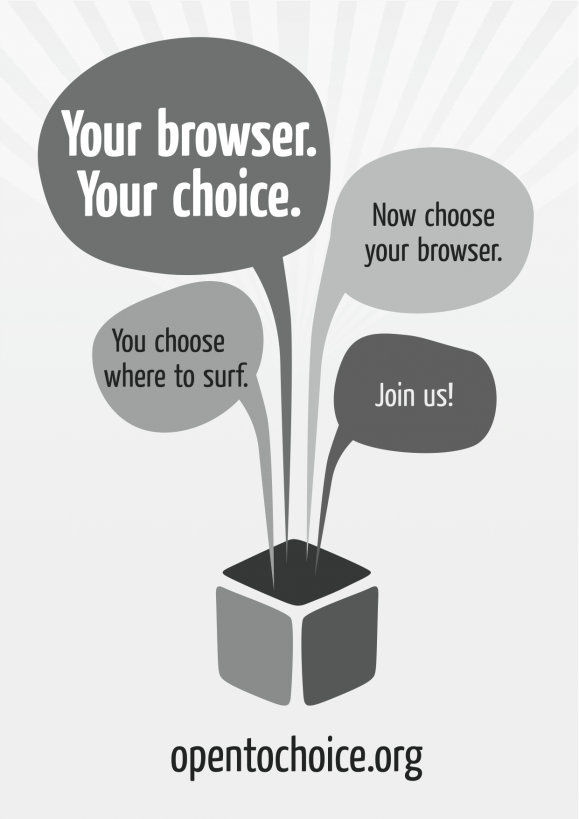 Your browser.
Your choice.
Now choose
your browser.
You choose
where to surf.
Join us!
opentochoice.org